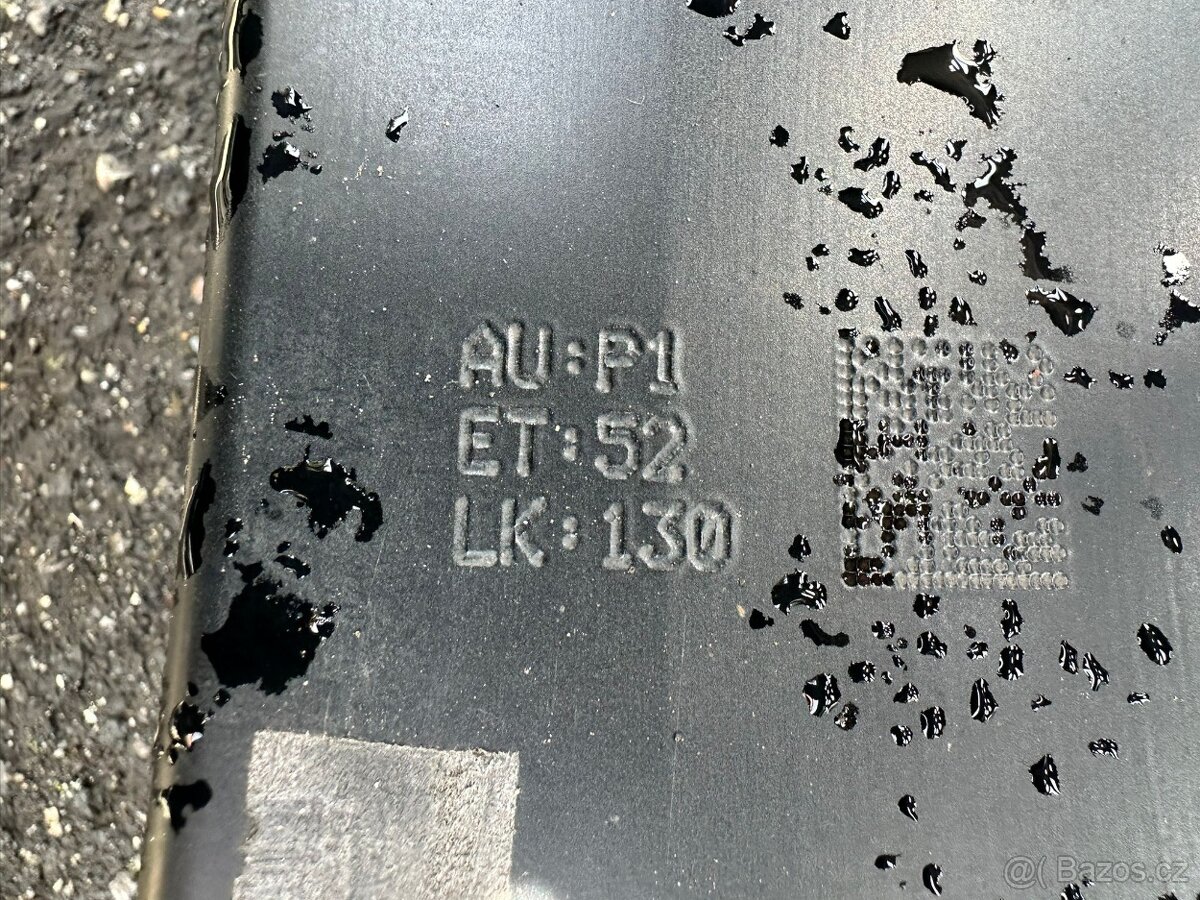 AU:P1
ET:52
LK:130
@( Bazos.cz